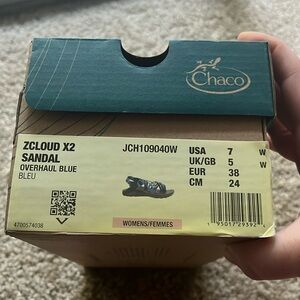 Chaco
ZCLOUD X2 JCH109040W USA 7 W
SANDAL UK/GB 5 W
OVERHAUL BLUE EUR 38
BLEU CM 24
4700574038 WOMENS/FEMMES